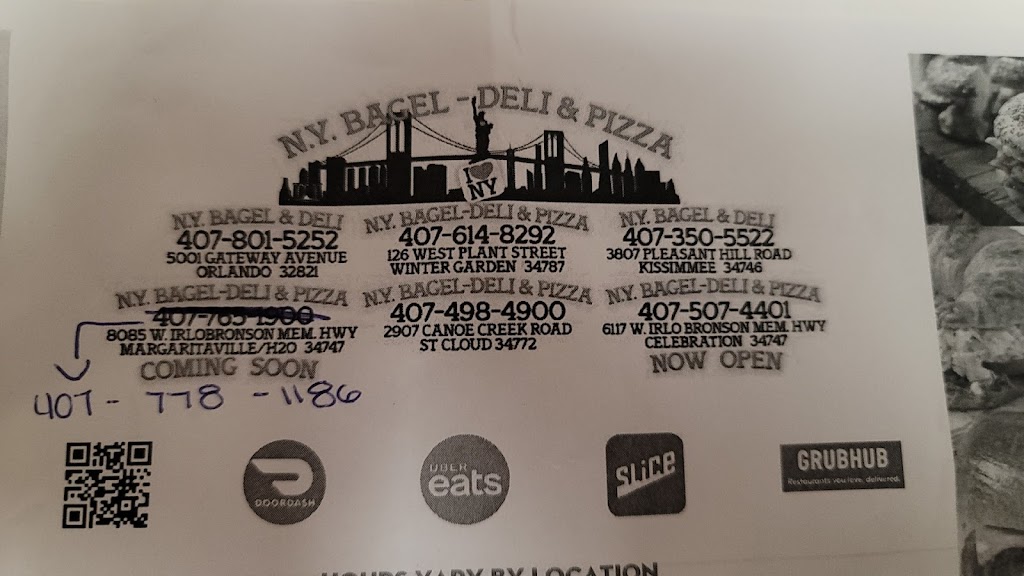 N.Y. BAGEL - DELI & PIZZA
I NY
N.Y. BAGEL & DELI
407-801-5252
5001 GATEWAY AVENUE
ORLANDO 32821
N.Y. BAGEL-DELI & PIZZA
407-614-8292
126 WEST PLANT STREET
WINTER GARDEN 34787
N.Y. BAGEL & DELI
407-350-5522
3807 PLEASANT HILL ROAD
KISSIMMEE 34746
N.Y. BAGEL-DELI & PIZZA
8085 W. IRLOBRONSON MEM. HWY
MARGARITAVILLE/H20 34747
COMING SOON
407-778-1186
N.Y. BAGEL-DELI & PIZZA
407-498-4900
2907 CANOE CREEK ROAD
ST CLOUD 34772
N.Y. BAGEL-DELI & PIZZA
407-507-4401
6117 W. IRLO BRONSON MEM. HWY
CELEBRATION 34747
NOW OPEN
DOORDASH
UBER
eats
SLICE
GRUBHUB
Restaurants you love, delivered.
HOURS VARY BY LOCATION